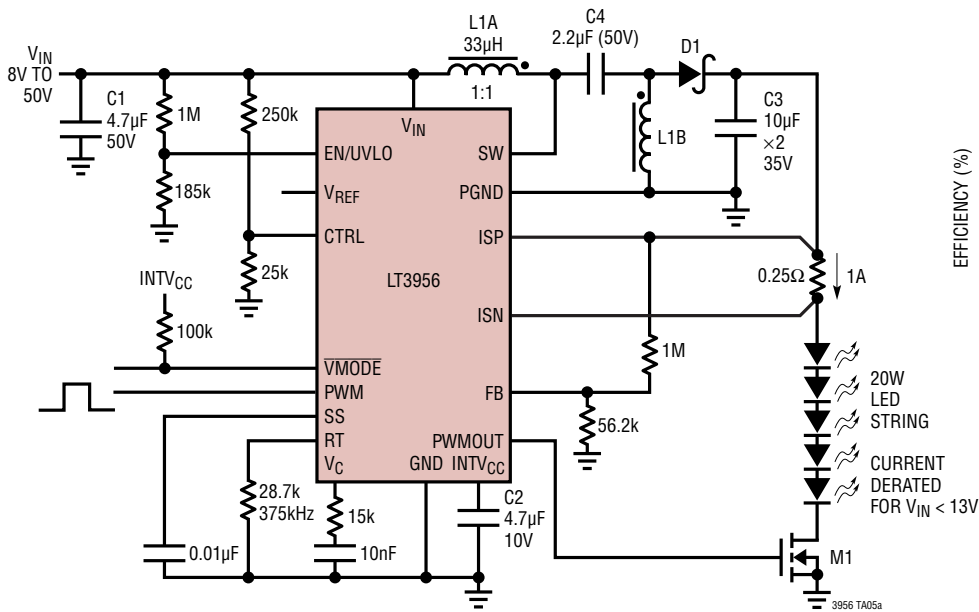 VIN
8V TO
50V
C1
4.7µF
50V
1M
185k
250k
25k
L1A
33µH
1:1
C4
2.2µF (50V)
D1
L1B
C3
10µF
×2
35V
VIN
EN/UVLO
VREF
CTRL
LT3956
VMODE
PWM
SS
RT
VC
GND
INTVCC
SW
PGND
ISP
ISN
FB
PWMOUT
INTVCC
100k
28.7k
375kHz
0.01µF
15k
10nF
C2
4.7µF
10V
1M
56.2k
0.25Ω
1A
20W
LED
STRING
CURRENT
DERATED
FOR VIN < 13V
M1
3956 TA05a
EFFICIENCY (%)